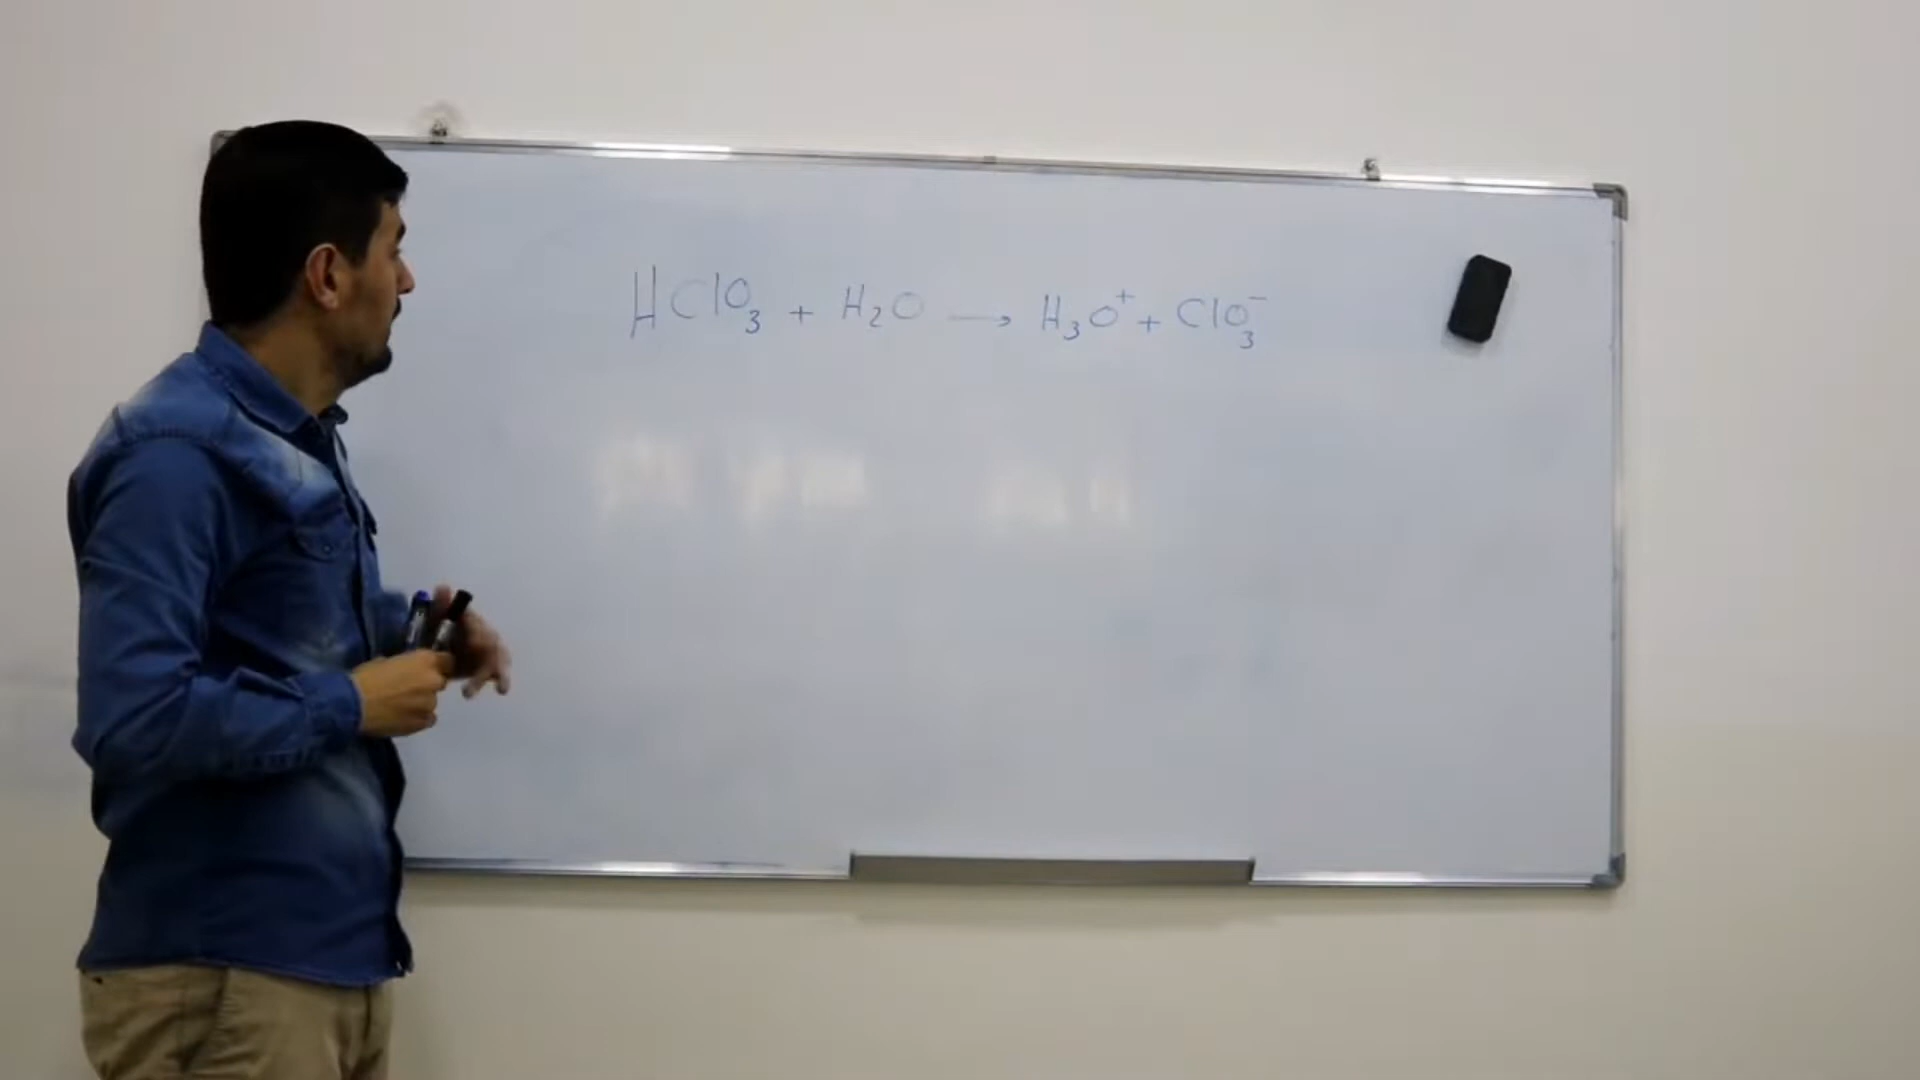 HClO₃ + H₂O → H₃O⁺ + ClO₃⁻